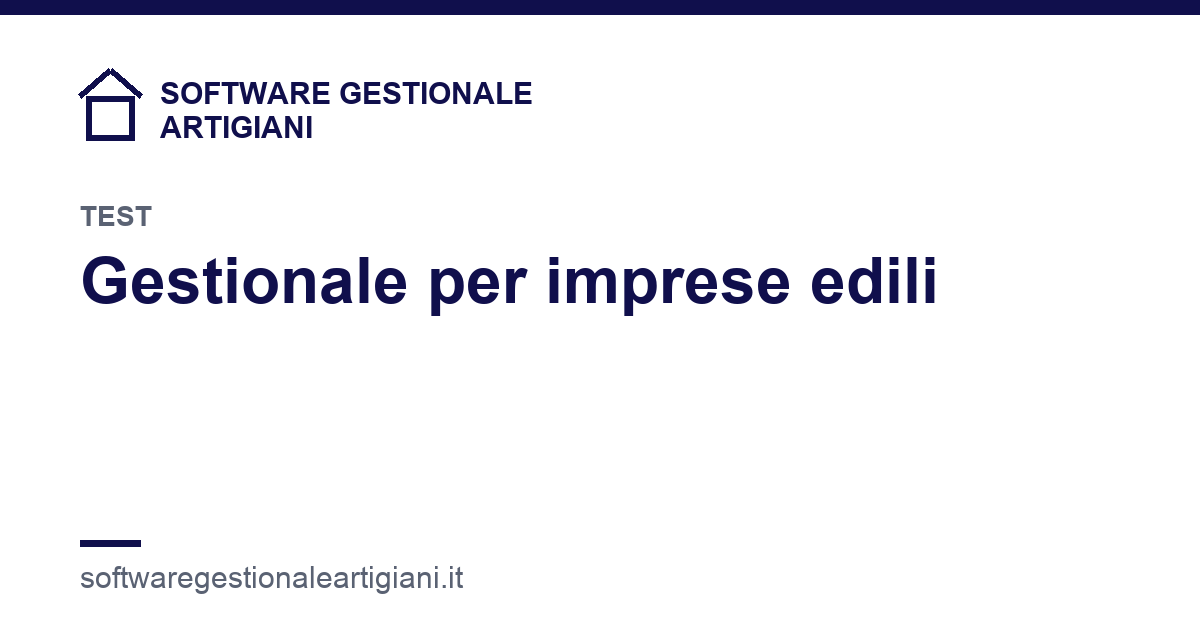 SOFTWARE GESTIONALE
ARTIGIANI
TEST
Gestionale per imprese edili
softwaregestionaleartigiani.it